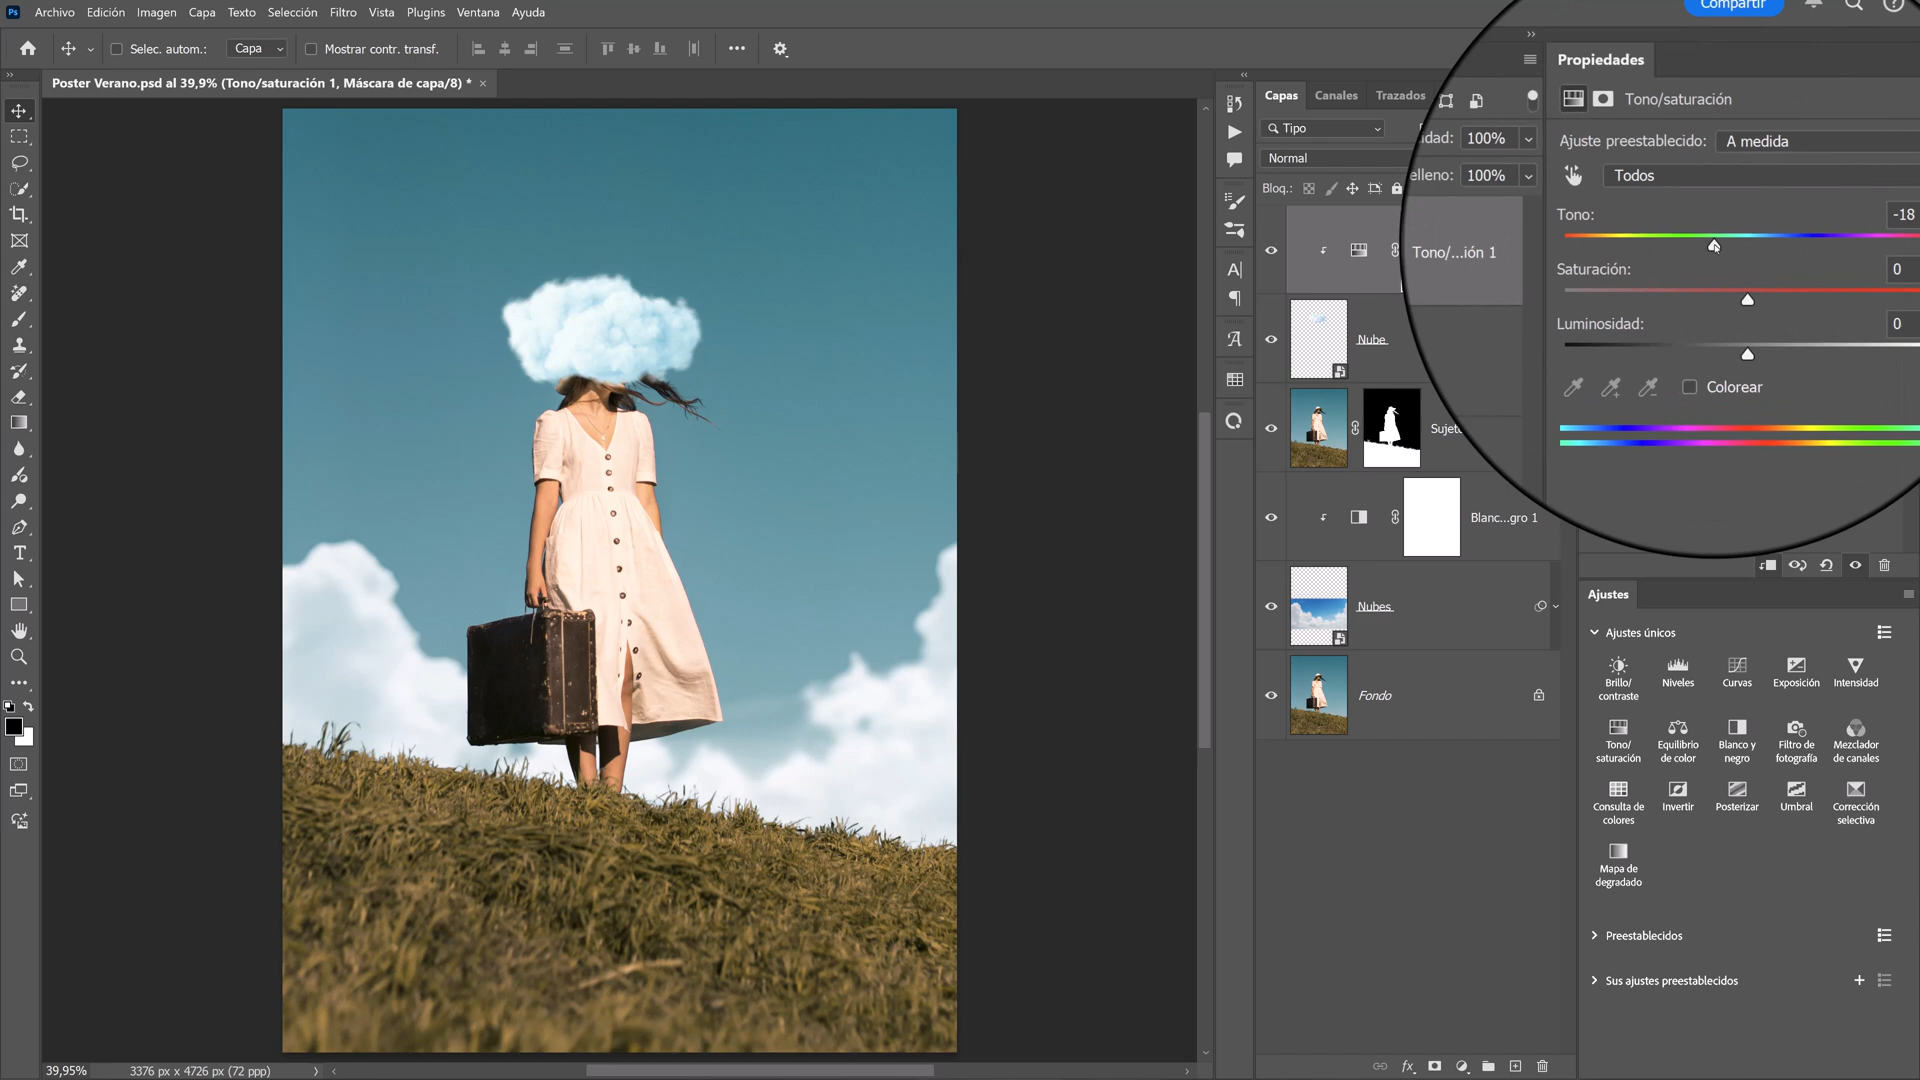 Ps Archivo Edición Imagen Capa Texto Selección Filtro Vista Plugins Ventana Ayuda
Compartir
Selec. autom.: Capa Mostrar contr. transf.
Poster Verano.psd al 39,9% (Tono/saturación 1, Máscara de capa/8) * ×
Capas Canales Trazados
Tipo
Normal
idad: 100%
elleno: 100%
Bloq.:
Tono/...ión 1
Nube
Sujeto
Blanc...gro 1
Nubes
Fondo
Propiedades
Tono/saturación
Ajuste preestablecido: A medida
Todos
Tono: -18
Saturación: 0
Luminosidad: 0
Colorear
Ajustes
Ajustes únicos
Brillo/
contraste
Niveles
Curvas
Exposición
Intensidad
Tono/
saturación
Equilibrio
de color
Blanco y
negro
Filtro de
fotografía
Mezclador
de canales
Consulta de
colores
Invertir
Posterizar
Umbral
Corrección
selectiva
Mapa de
degradado
Preestablecidos
Sus ajustes preestablecidos
39,95% 3376 px x 4726 px (72 ppp)